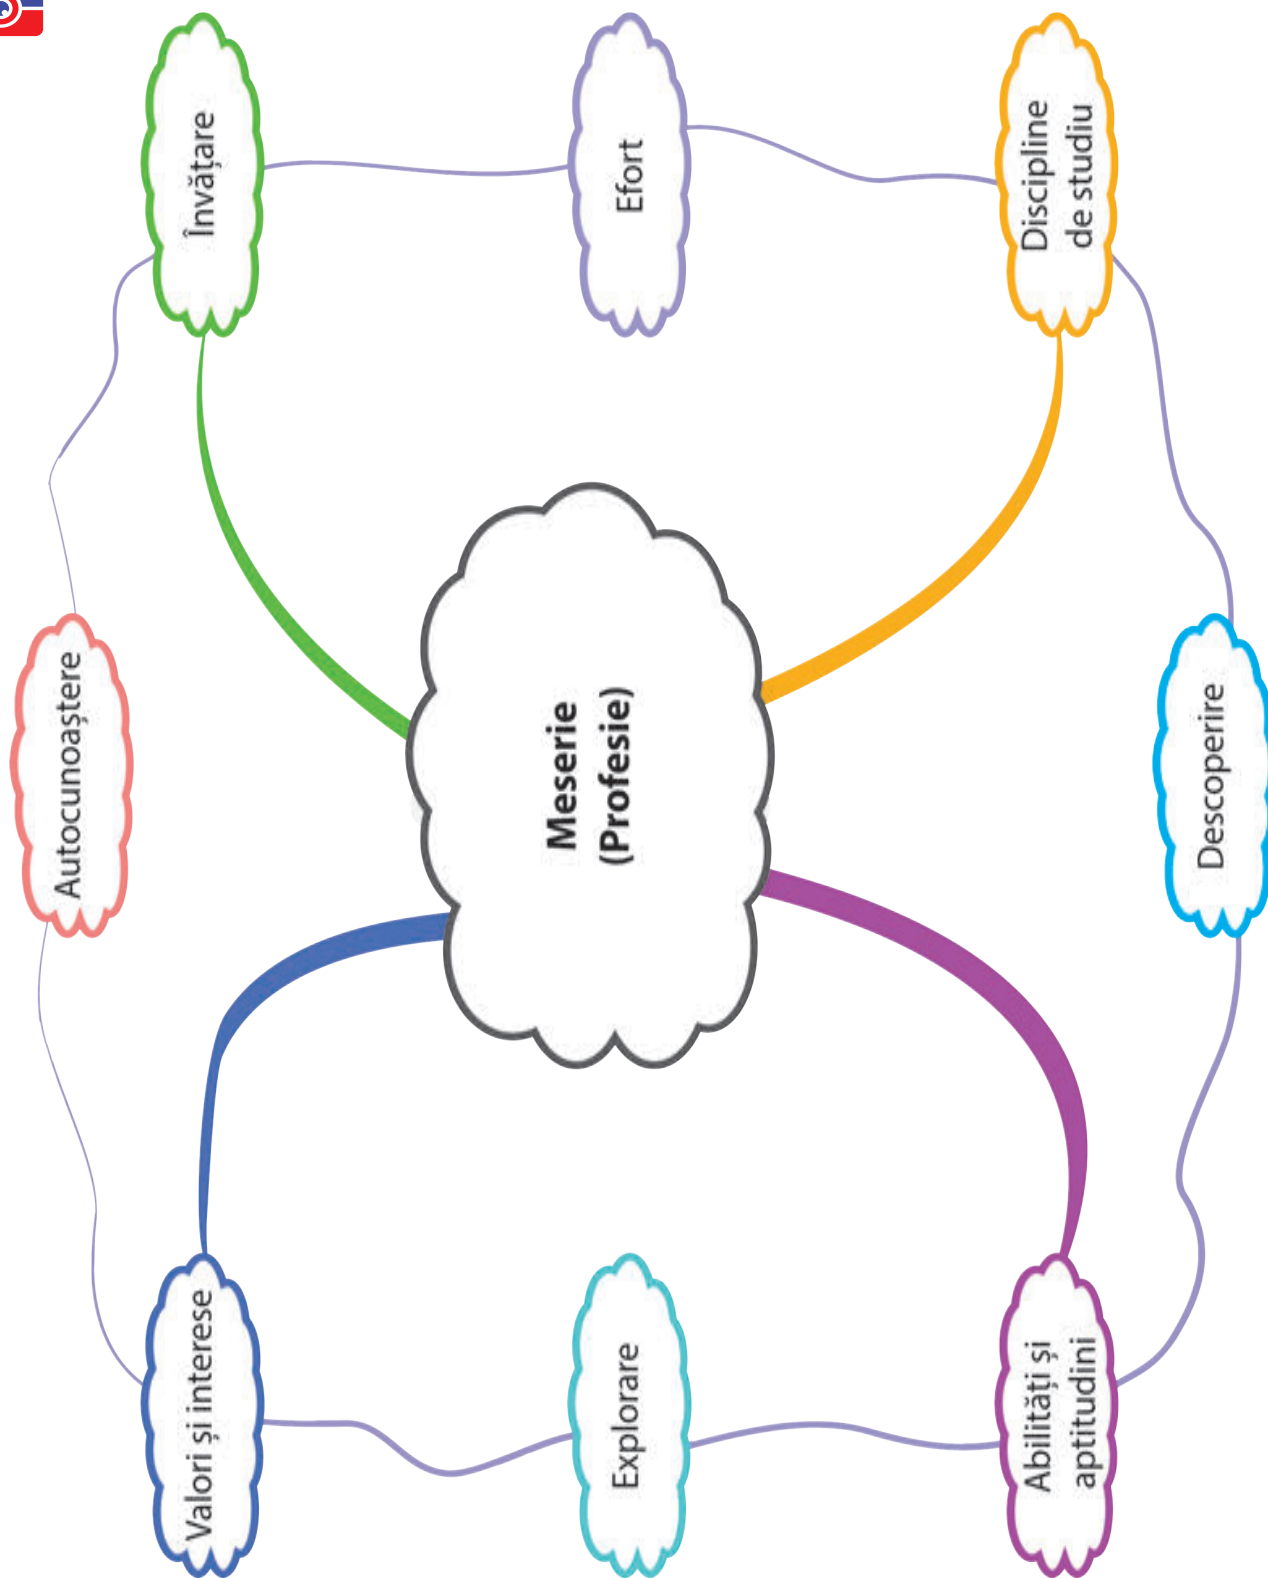 Autocunoaștere
Valori și interese
Învățare
Meserie
(Profesie)
Explorare
Efort
Abilități și
aptitudini
Discipline
de studiu
Descoperire